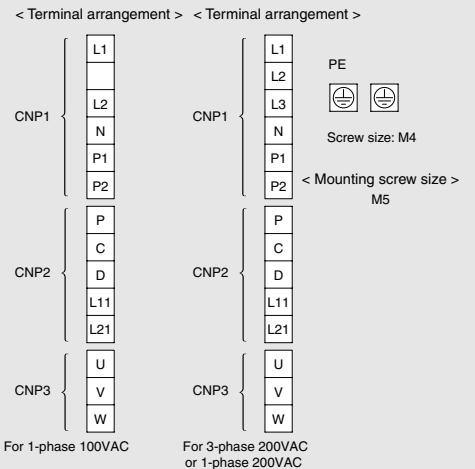 < Terminal arrangement >
CNP1
L1
L2
N
P1
P2
CNP2
P
C
D
L11
L21
CNP3
U
V
W
For 1-phase 100VAC
< Terminal arrangement >
CNP1
L1
L2
L3
N
P1
P2
CNP2
P
C
D
L11
L21
CNP3
U
V
W
For 3-phase 200VAC
or 1-phase 200VAC
PE
Screw size: M4
< Mounting screw size >
M5